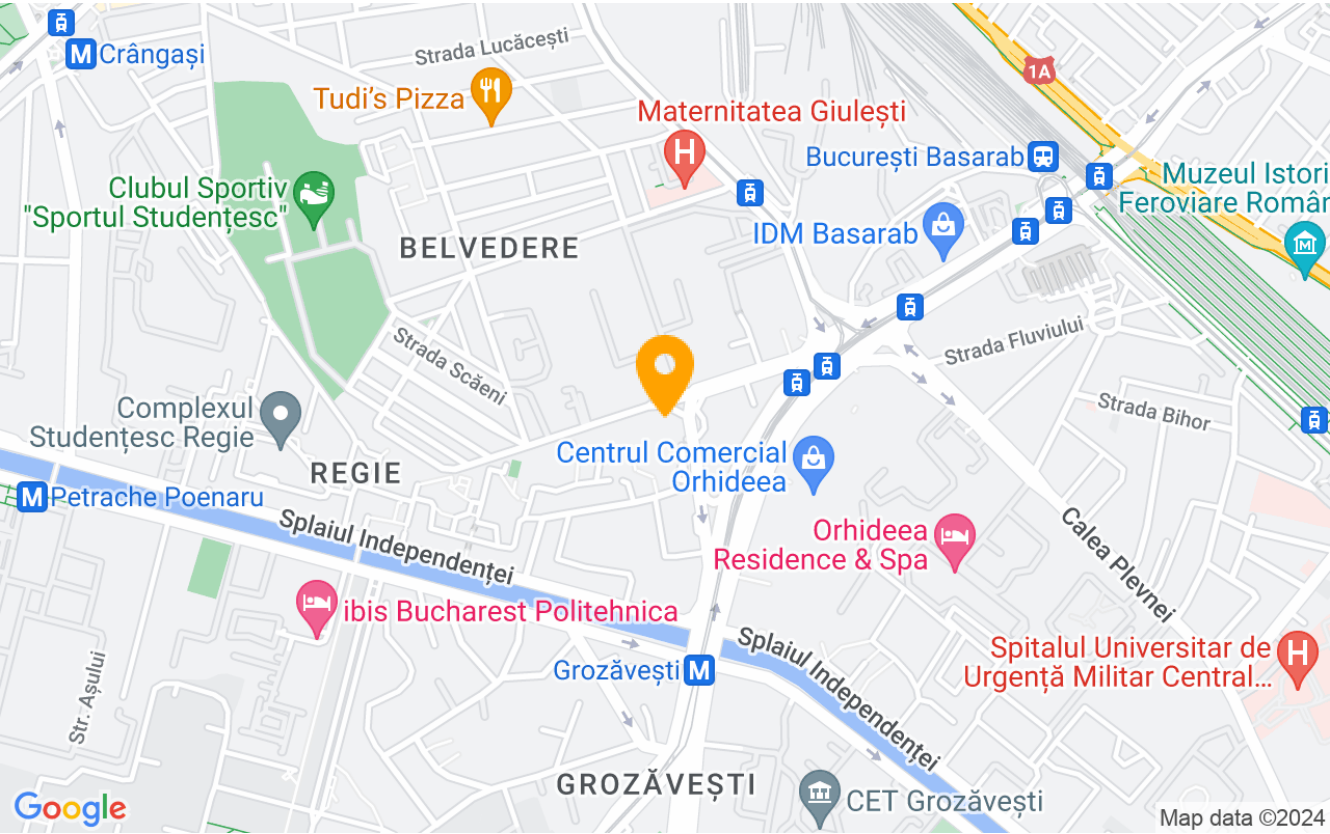 Strada Lucăcești
M Crângași
1A
Tudi's Pizza
Maternitatea Giulești
H
București Basarab
Muzeul Istori
Feroviare Român
M
Clubul Sportiv
"Sportul Studențesc"
IDM Basarab
BELVEDERE
Strada Fluviului
Strada Scăeni
Strada Bihor
Complexul
Studențesc Regie
Centrul Comercial
Orhideea
REGIE
M Petrache Poenaru
Splaiul Independenței
Calea Plevnei
Orhideea
Residence & Spa
ibis Bucharest Politehnica
Splaiul Independenței
Spitalul Universitar de
Urgență Militar Central...
H
Grozăvești M
Str. Așului
GROZĂVEȘTI
CET Grozăvești
Google
Map data ©2024